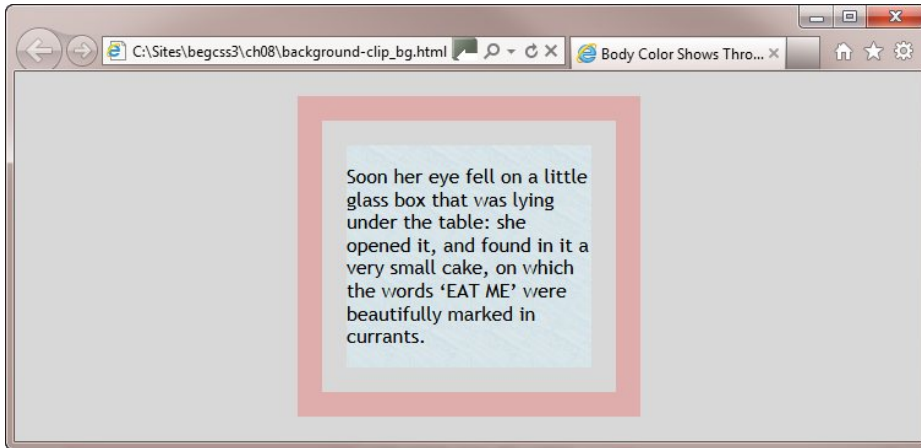 C:\Sites\begcss3\ch08\background-clip_bg.html
Body Color Shows Thro...
Soon her eye fell on a little
glass box that was lying
under the table: she
opened it, and found in it a
very small cake, on which
the words ‘EAT ME’ were
beautifully marked in
currants.